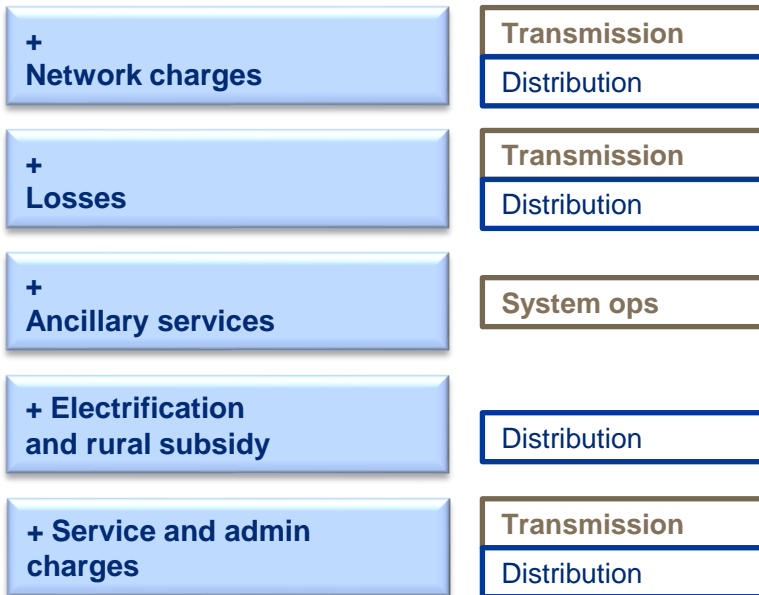 +
Network charges
Transmission
Distribution
+
Losses
Transmission
Distribution
+
Ancillary services
System ops
+ Electrification
and rural subsidy
Distribution
+ Service and admin
charges
Transmission
Distribution